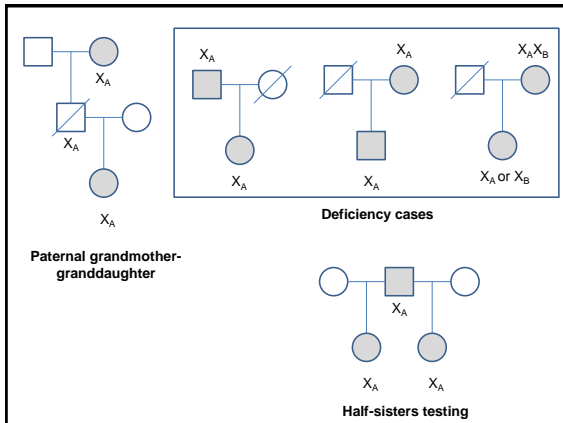 X_A
X_A
X_A
Paternal grandmother-
granddaughter
X_A
X_A
X_A
X_A
X_AX_B
X_A or X_B
Deficiency cases
X_A
X_A
X_A
Half-sisters testing